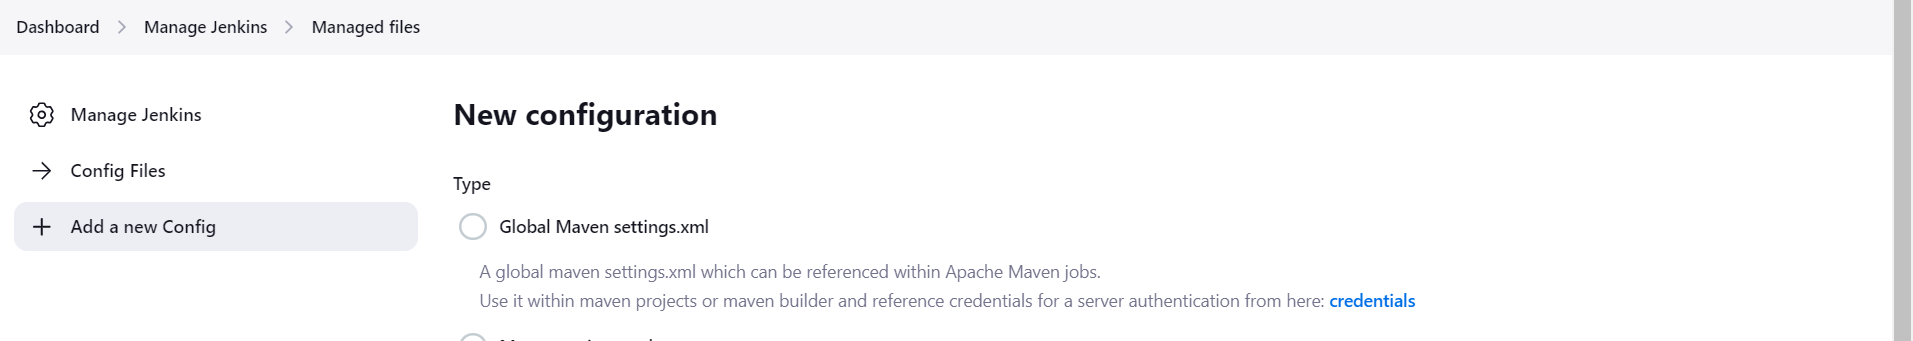 Dashboard > Manage Jenkins > Managed files
Manage Jenkins
Config Files
Add a new Config
New configuration
Type
Global Maven settings.xml
A global maven settings.xml which can be referenced within Apache Maven jobs.
Use it within maven projects or maven builder and reference credentials for a server authentication from here: credentials